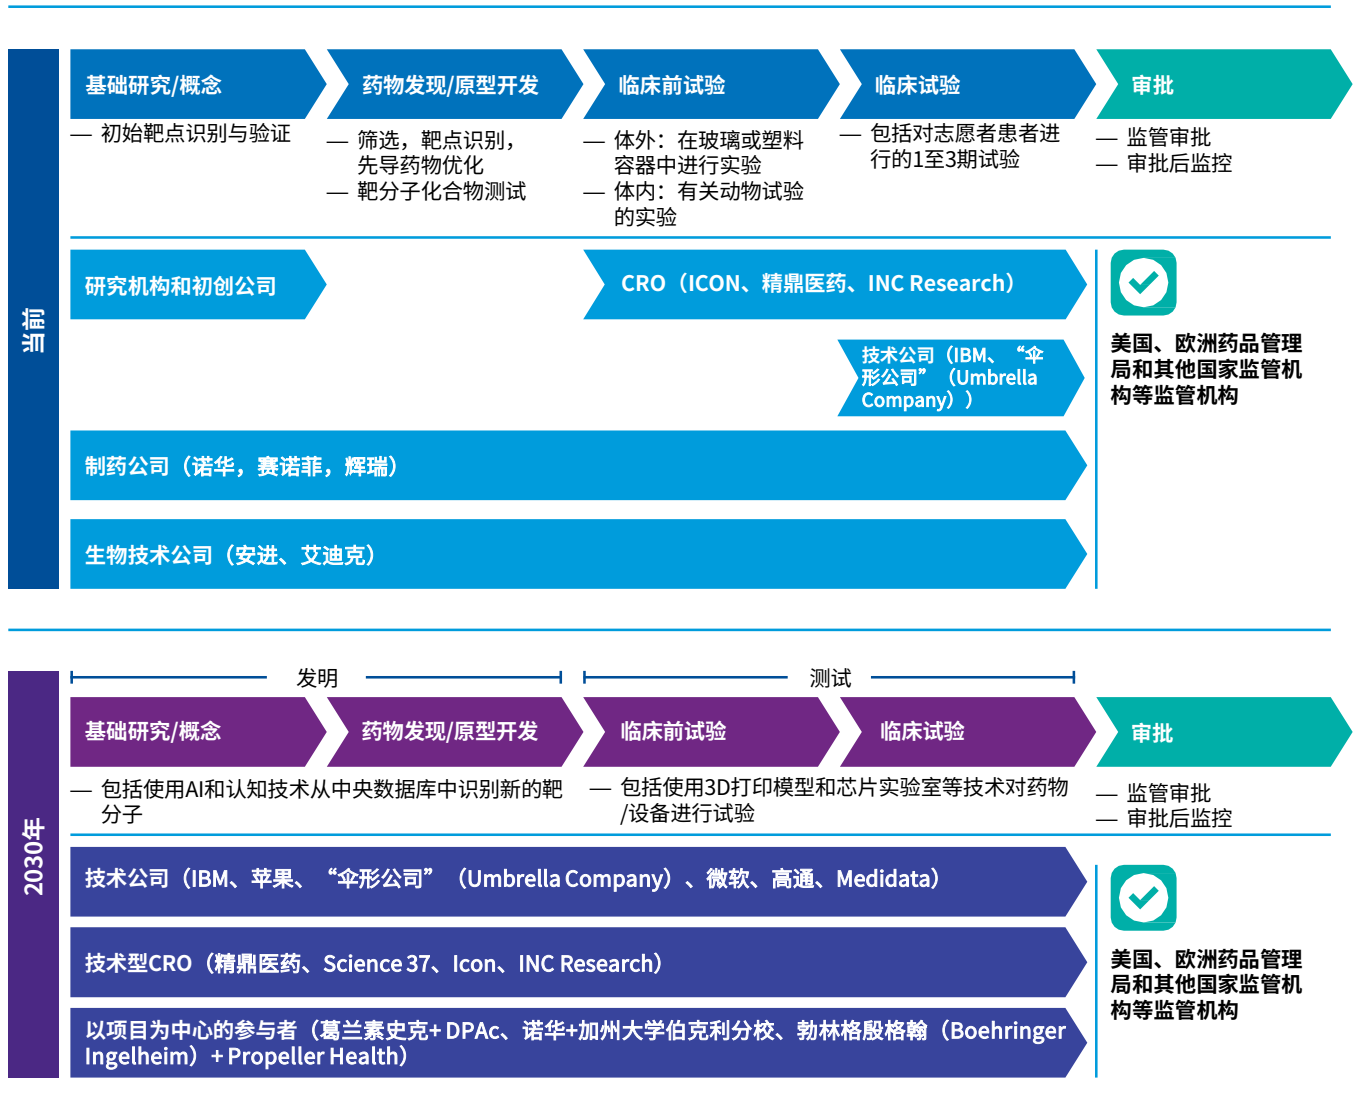 当前
基础研究/概念
药物发现/原型开发
临床前试验
临床试验
审批
— 初始靶点识别与验证
— 筛选，靶点识别，
先导药物优化
— 靶分子化合物测试
— 体外：在玻璃或塑料
容器中进行实验
— 体内：有关动物试验
的实验
— 包括对志愿者患者进
行的1至3期试验
— 监管审批
— 审批后监控
研究机构和初创公司
CRO（ICON、精鼎医药、INC Research）
技术公司（IBM、“伞
形公司”（Umbrella
Company））
制药公司（诺华，赛诺菲，辉瑞）
生物技术公司（安进、艾迪克）
美国、欧洲药品管理
局和其他国家监管机
构等监管机构
2030年
发明
测试
基础研究/概念
药物发现/原型开发
临床前试验
临床试验
审批
— 包括使用AI和认知技术从中央数据库中识别新的靶
分子
— 包括使用3D打印模型和芯片实验室等技术对药物
/设备进行试验
— 监管审批
— 审批后监控
技术公司（IBM、苹果、“伞形公司”（Umbrella Company）、微软、高通、Medidata）
技术型CRO（精鼎医药、Science 37、Icon、INC Research）
以项目为中心的参与者（葛兰素史克+ DPAc、诺华+加州大学伯克利分校、勃林格殷格翰（Boehringer
Ingelheim）+ Propeller Health）
美国、欧洲药品管理
局和其他国家监管机
构等监管机构